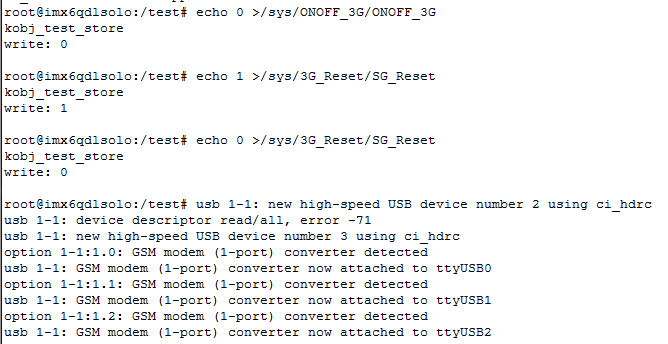 root@imx6qdlsolo:/test# echo 0 >/sys/ONOFF_3G/ONOFF_3G
kobj_test_store
write: 0
root@imx6qdlsolo:/test# echo 1 >/sys/3G_Reset/SG_Reset
kobj_test_store
write: 1
root@imx6qdlsolo:/test# echo 0 >/sys/3G_Reset/SG_Reset
kobj_test_store
write: 0
root@imx6qdlsolo:/test# usb 1-1: new high-speed USB device number 2 using ci_hdrc
usb 1-1: device descriptor read/all, error -71
usb 1-1: new high-speed USB device number 3 using ci_hdrc
option 1-1:1.0: GSM modem (1-port) converter detected
usb 1-1: GSM modem (1-port) converter now attached to ttyUSB0
option 1-1:1.1: GSM modem (1-port) converter detected
usb 1-1: GSM modem (1-port) converter now attached to ttyUSB1
option 1-1:1.2: GSM modem (1-port) converter detected
usb 1-1: GSM modem (1-port) converter now attached to ttyUSB2